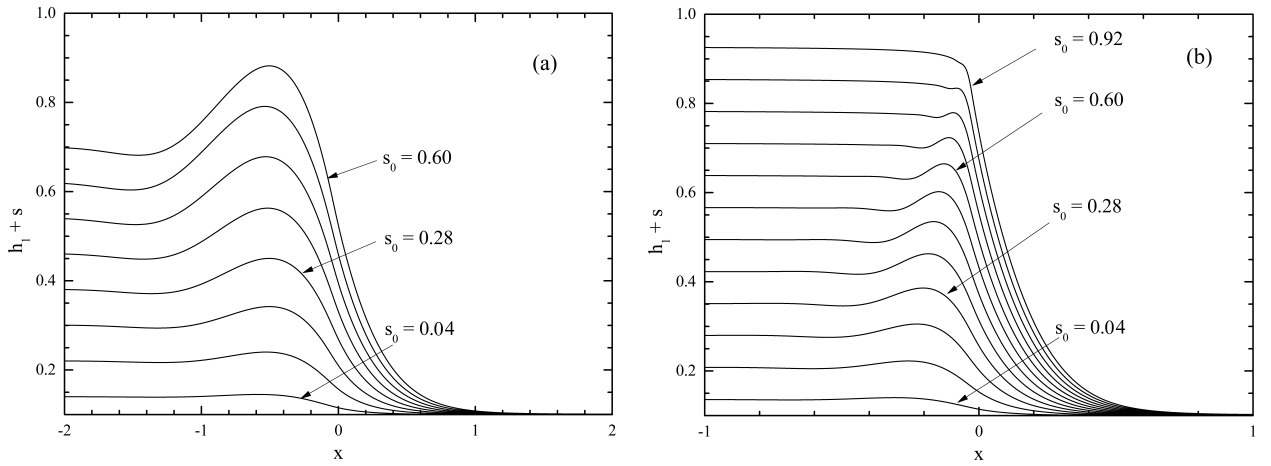 1.0
0.8
0.6
0.4
0.2
h₁ + s
(a)
s₀ = 0.60
s₀ = 0.28
s₀ = 0.04
-2
-1
0
1
2
x
1.0
0.8
0.6
0.4
0.2
h₁ + s
(b)
s₀ = 0.92
s₀ = 0.60
s₀ = 0.28
s₀ = 0.04
-1
0
1
x